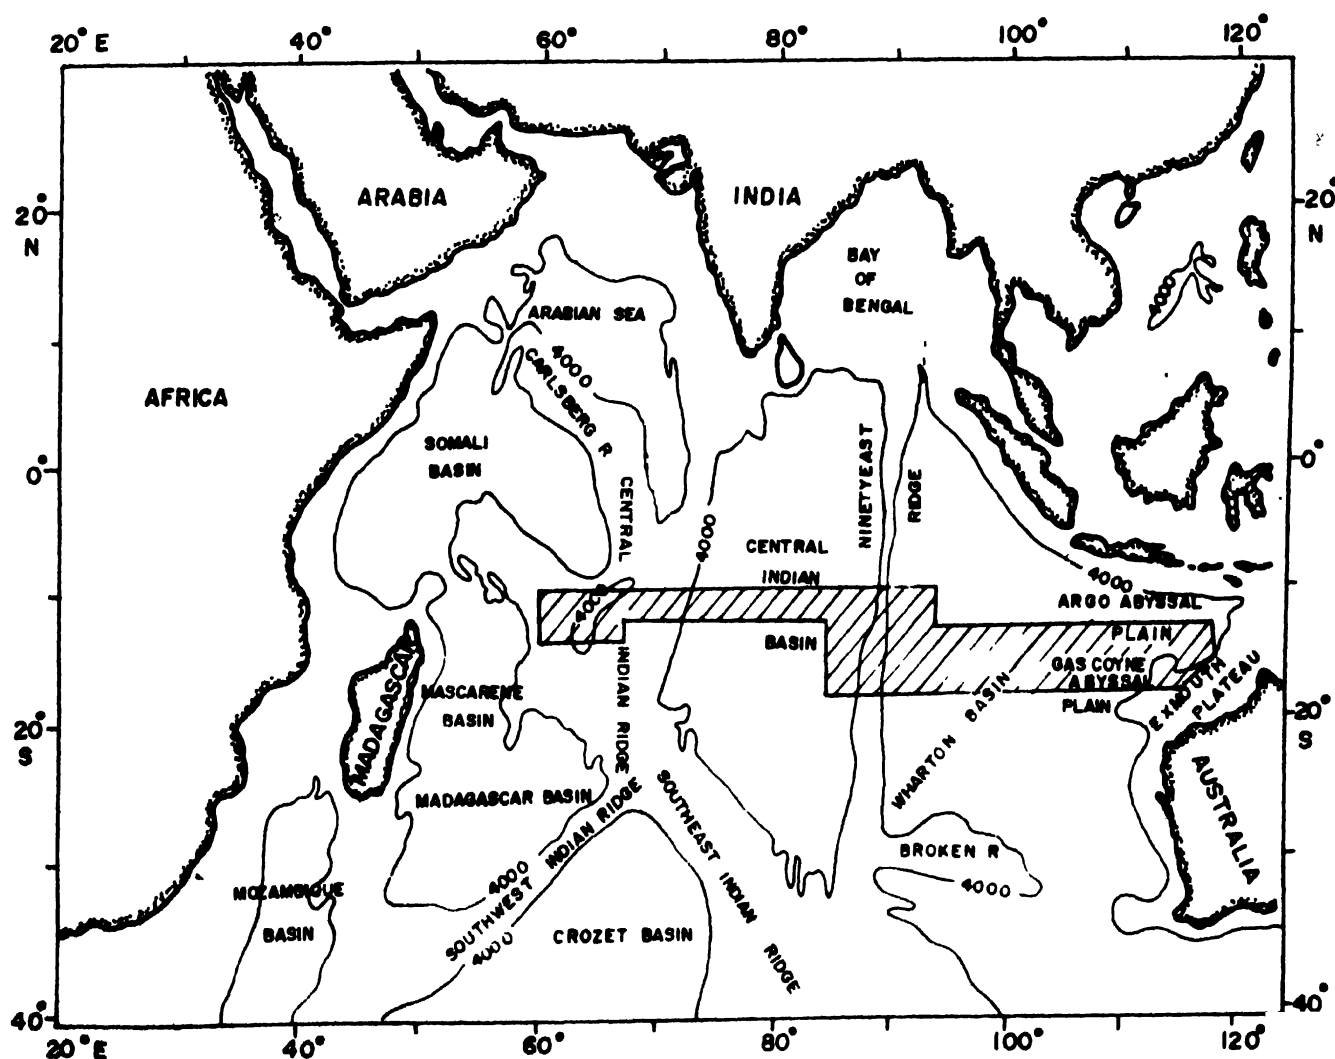 20° E 40° 60° 80° 100° 120°
20°
N
20°
N
ARABIA
INDIA
BAY
OF
BENGAL
4000
ARABIAN SEA
4000
CARLSBERG R
AFRICA
SOMALI
BASIN
0°
0°
CENTRAL
NINETYEAST
RIDGE
4000
CENTRAL
INDIAN
BASIN
4000
4000
ARGO ABYSSAL
PLAIN
GASCOYNE
ABYSSAL
PLAIN
EXMOUTH
PLATEAU
INDIAN RIDGE
MADAGASCAR
MASCARENE
BASIN
20°
S
20°
S
WHARTON BASIN
AUSTRALIA
MADAGASCAR BASIN
SOUTHWEST INDIAN RIDGE
SOUTHEAST INDIAN RIDGE
BROKEN R
4000
4000
4000
MOZAMBIQUE
BASIN
CROZET BASIN
40°
40°
20° E 40° 60° 80° 100° 120°